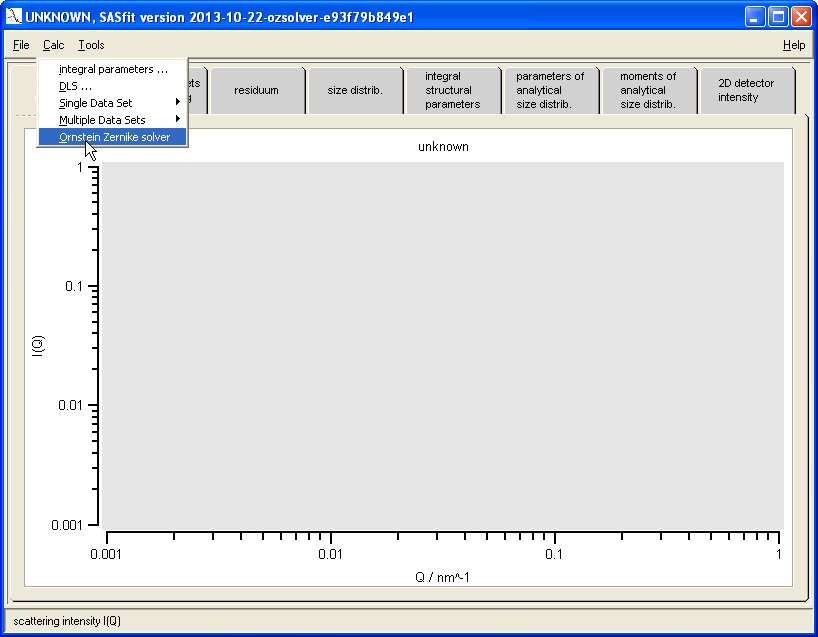 UNKNOWN, SASfit version 2013-10-22-ozsolver-e93f79b849e1
File Calc Tools Help
integral parameters ...
DLS ...
Single Data Set
Multiple Data Sets
Ornstein Zernike solver
residuum
size distrib.
integral
structural
parameters
parameters of
analytical
size distrib.
moments of
analytical
size distrib.
2D detector
intensity
unknown
1
0.1
0.01
0.001
I(Q)
0.001 0.01 0.1 1
Q / nm^-1
scattering intensity I(Q)